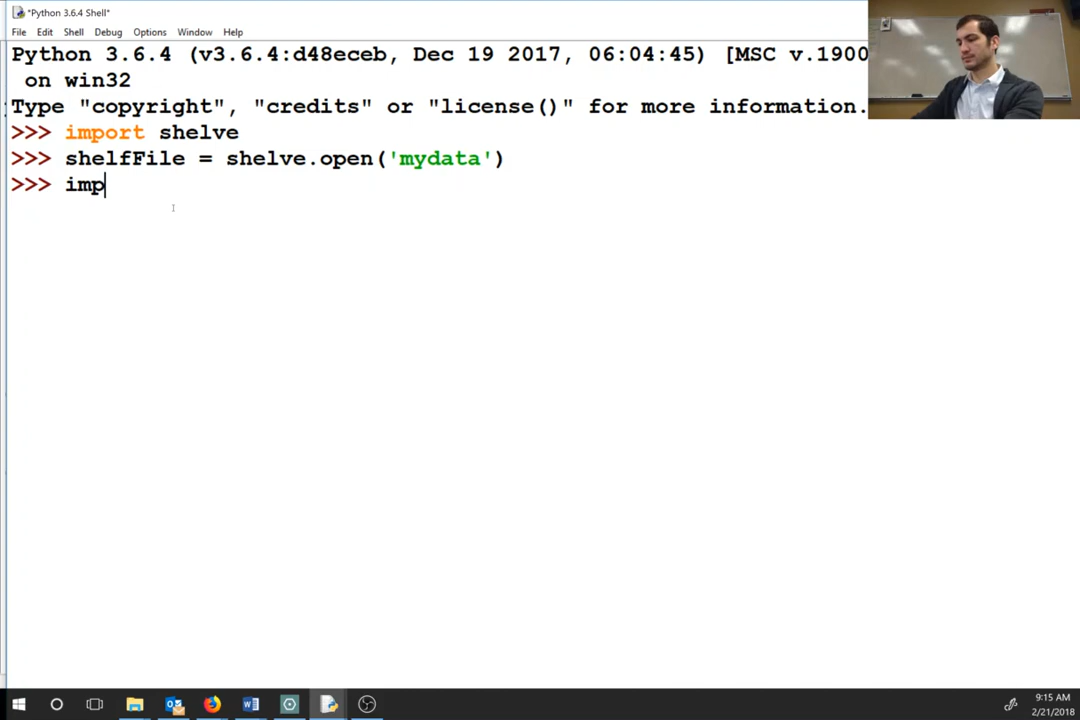 *Python 3.6.4 Shell*
File Edit Shell Debug Options Window Help
Python 3.6.4 (v3.6.4:d48eceb, Dec 19 2017, 06:04:45) [MSC v.1900
on win32
Type "copyright", "credits" or "license()" for more information.
>>> import shelve
>>> shelfFile = shelve.open('mydata')
>>> imp
9:15 AM
2/21/2018